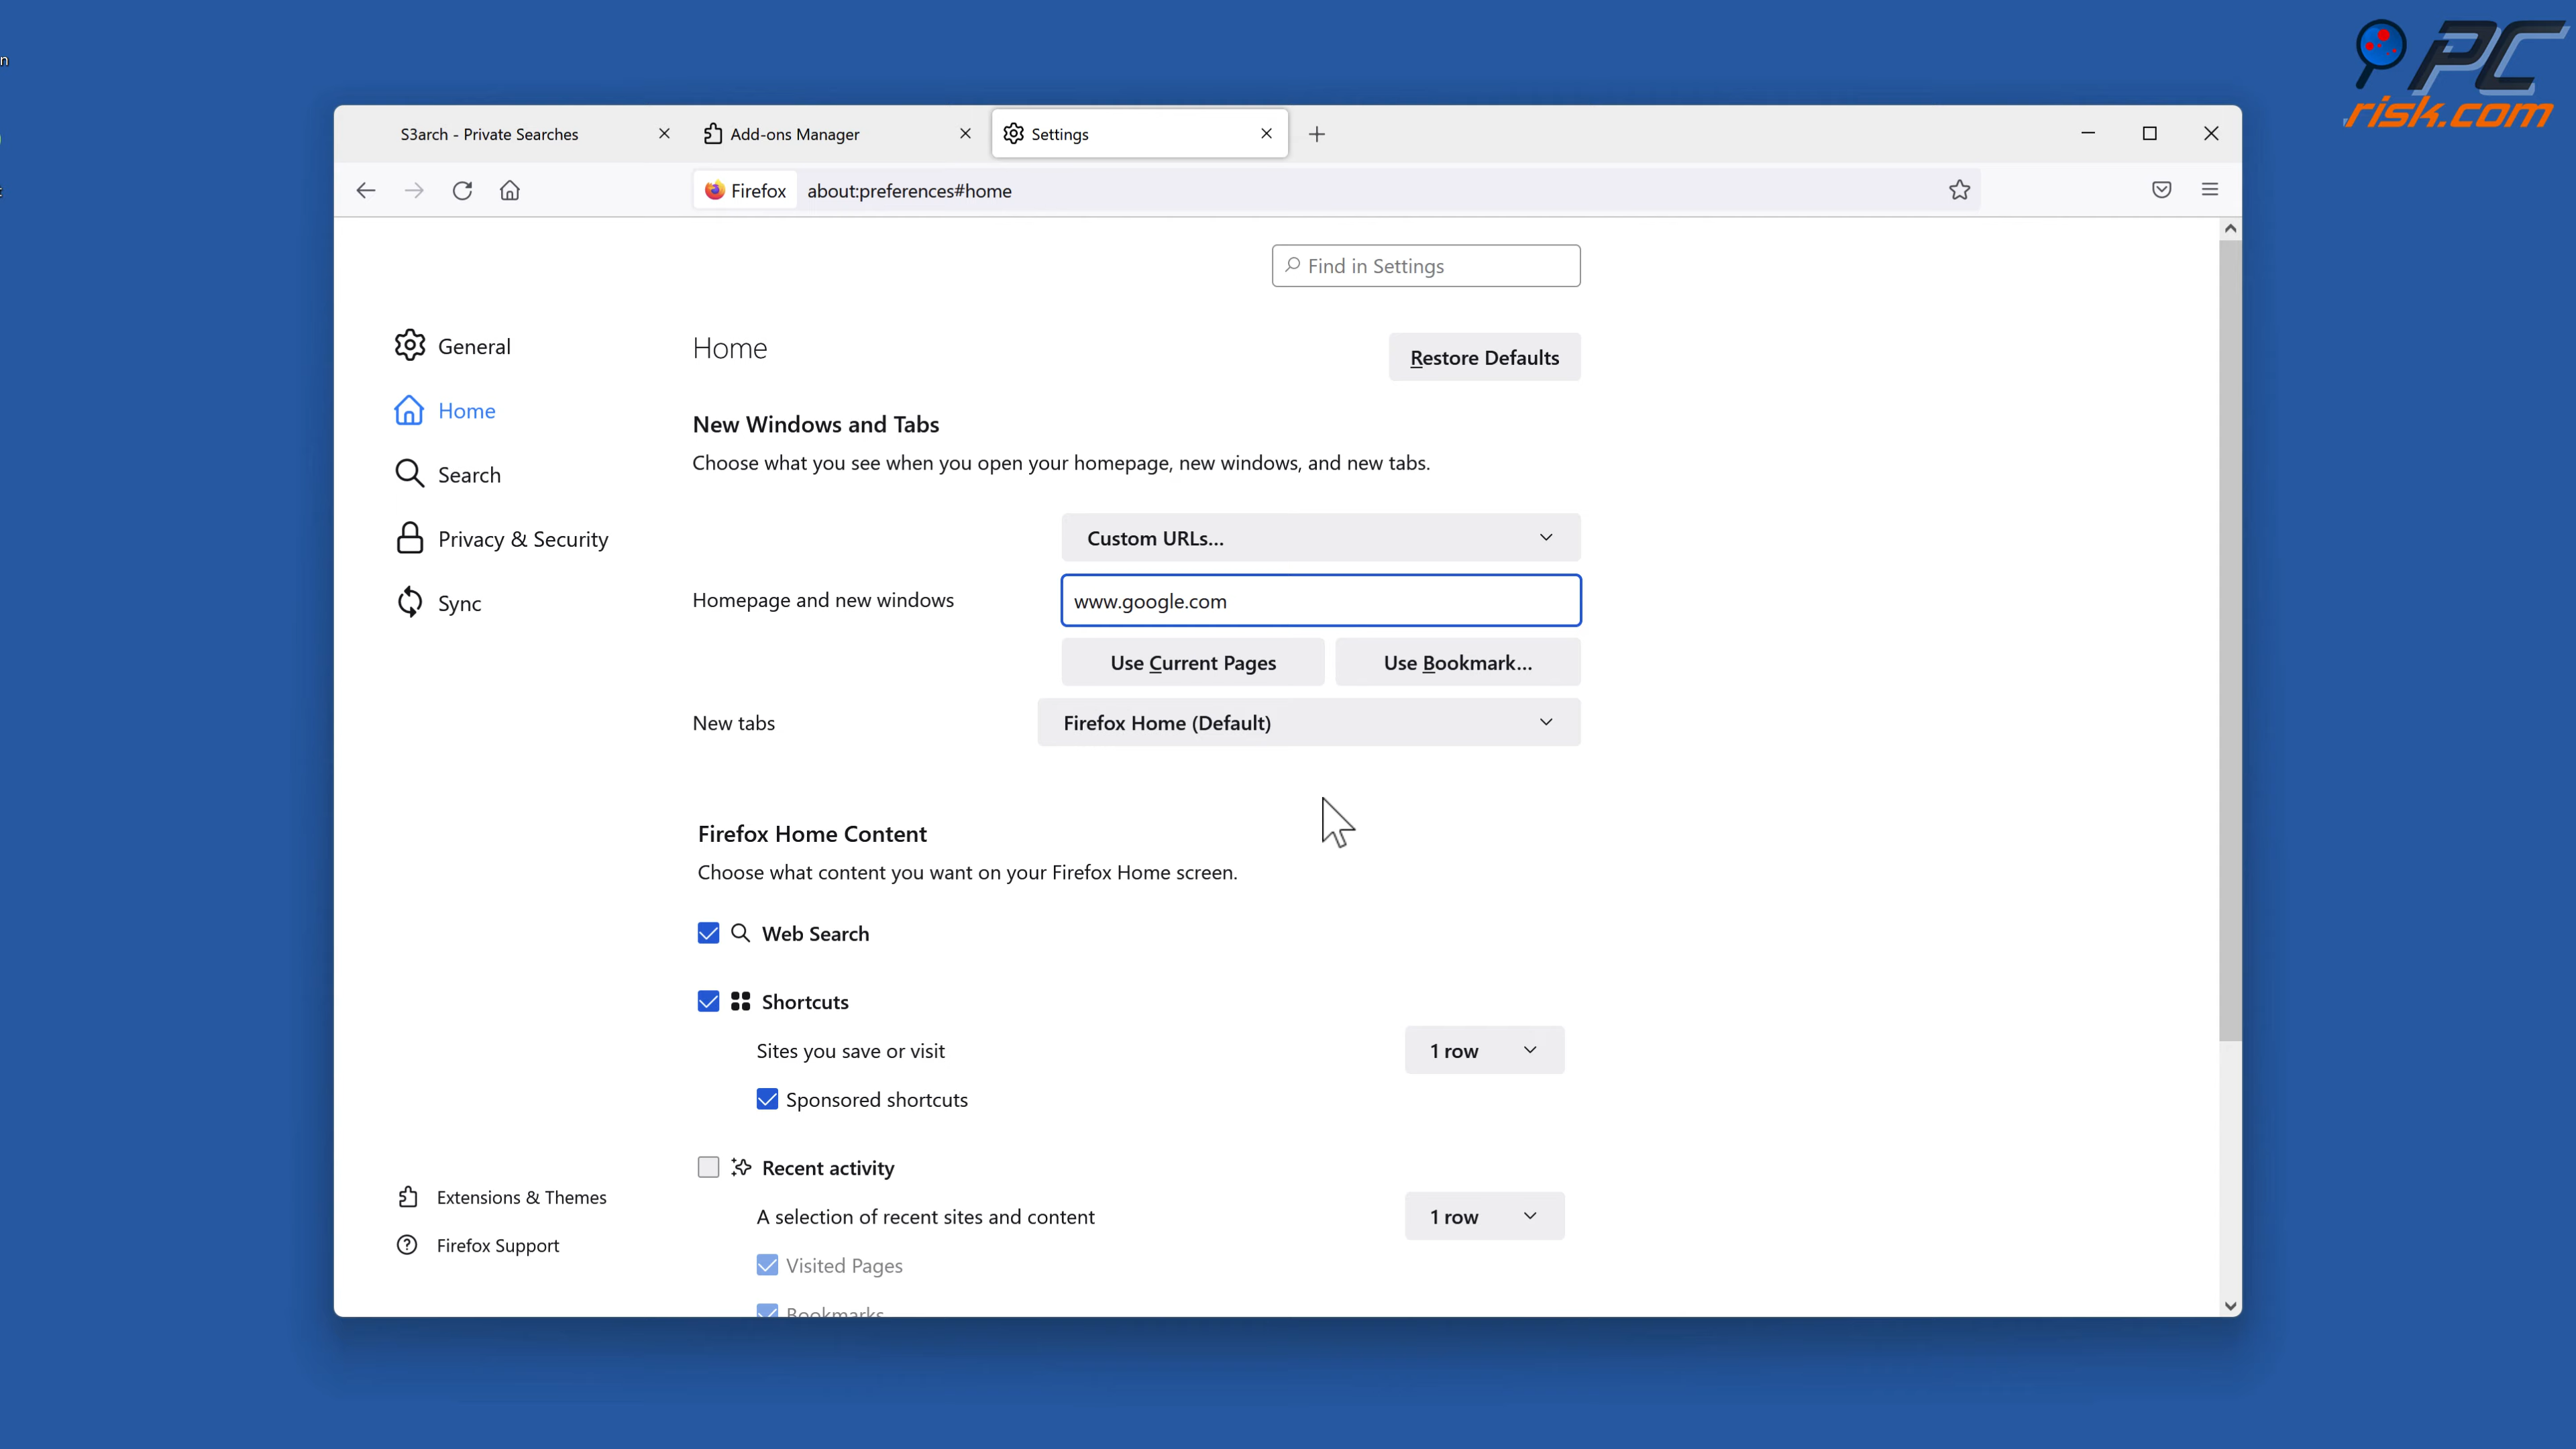 n
PC
risk.com
S3arch - Private Searches
Add-ons Manager
Settings
Firefox
about:preferences#home
Find in Settings
General
Home
Search
Privacy & Security
Sync
Extensions & Themes
Firefox Support
Home
Restore Defaults
New Windows and Tabs
Choose what you see when you open your homepage, new windows, and new tabs.
Custom URLs...
Homepage and new windows
www.google.com
Use Current Pages
Use Bookmark...
New tabs
Firefox Home (Default)
Firefox Home Content
Choose what content you want on your Firefox Home screen.
Web Search
Shortcuts
Sites you save or visit
1 row
Sponsored shortcuts
Recent activity
A selection of recent sites and content
1 row
Visited Pages
Bookmarks